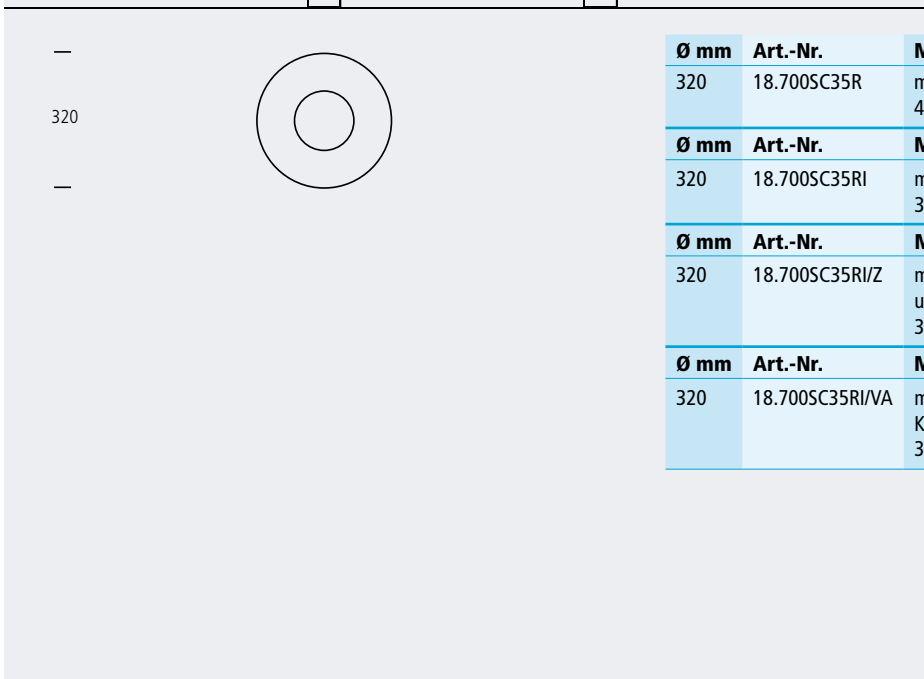 320
Ø mm Art.-Nr.
320 18.700SC35R
Ø mm Art.-Nr.
320 18.700SC35RI
Ø mm Art.-Nr.
320 18.700SC35RI/Z
Ø mm Art.-Nr.
320 18.700SC35RI/VA